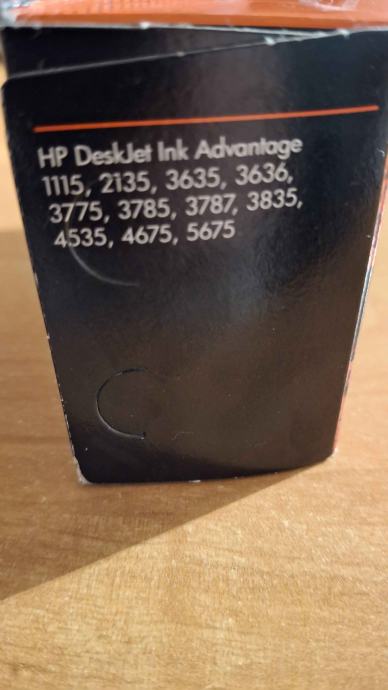 HP DeskJet Ink Advantage
1115, 2135, 3635, 3636,
3775, 3785, 3787, 3835,
4535, 4675, 5675